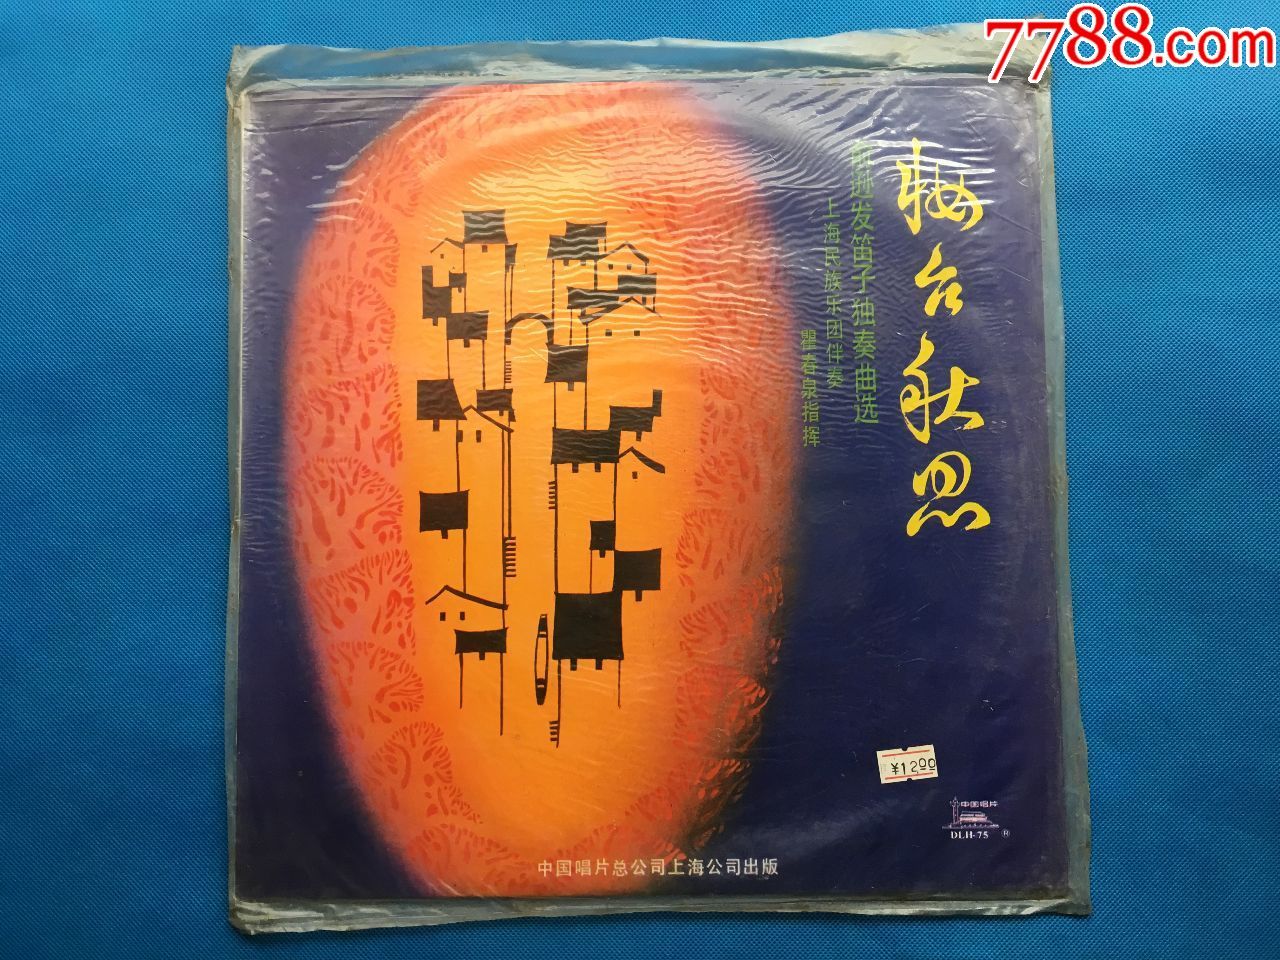 7788.com
妝台秋思
俞逊发笛子独奏曲选
上海民族乐团伴奏
瞿春泉指挥
¥12.00
中国唱片
DLH-75 ®
中国唱片总公司上海公司出版